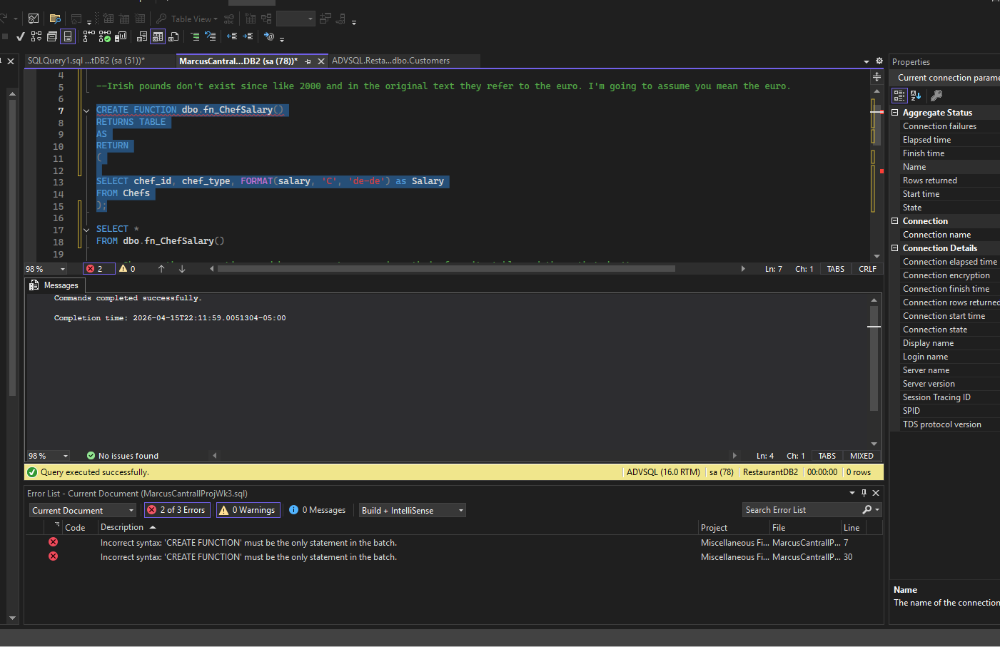 Table View
SQLQuery1.sql ...tDB2 (sa (51))*
MarcusCantral...DB2 (sa (78))*
ADVSQL.Resta...dbo.Customers
4
5 --Irish pounds don't exist since like 2000 and in the original text they refer to the euro. I'm going to assume you mean the euro.
6
7 CREATE FUNCTION dbo.fn_ChefSalary()
8 RETURNS TABLE
9 AS
10 RETURN
11 (
12
13 SELECT chef_id, chef_type, FORMAT(salary, 'C', 'de-de') as Salary
14 FROM Chefs
15 );
16
17 SELECT *
18 FROM dbo.fn_ChefSalary()
19
98 % 2 0 Ln: 7 Ch: 1 TABS CRLF
Messages
Commands completed successfully.
Completion time: 2026-04-15T22:11:59.0051304-05:00
98 % No issues found Ln: 4 Ch: 1 TABS MIXED
Query executed successfully. ADVSQL (16.0 RTM) sa (78) RestaurantDB2 00:00:00 0 rows
Error List - Current Document (MarcusCantrallProjWk3.sql)
Current Document 2 of 3 Errors 0 Warnings 0 Messages Build + IntelliSense Search Error List
Code Description Project File Line
Incorrect syntax: 'CREATE FUNCTION' must be the only statement in the batch. Miscellaneous Fi... MarcusCantrallP... 7
Incorrect syntax: 'CREATE FUNCTION' must be the only statement in the batch. Miscellaneous Fi... MarcusCantrallP... 30
Properties
Current connection parame
Aggregate Status
Connection failures
Elapsed time
Finish time
Name
Rows returned
Start time
State
Connection
Connection name
Connection Details
Connection elapsed time
Connection encryption
Connection finish time
Connection rows returned
Connection start time
Connection state
Display name
Login name
Server name
Server version
Session Tracing ID
SPID
TDS protocol version
Name
The name of the connection